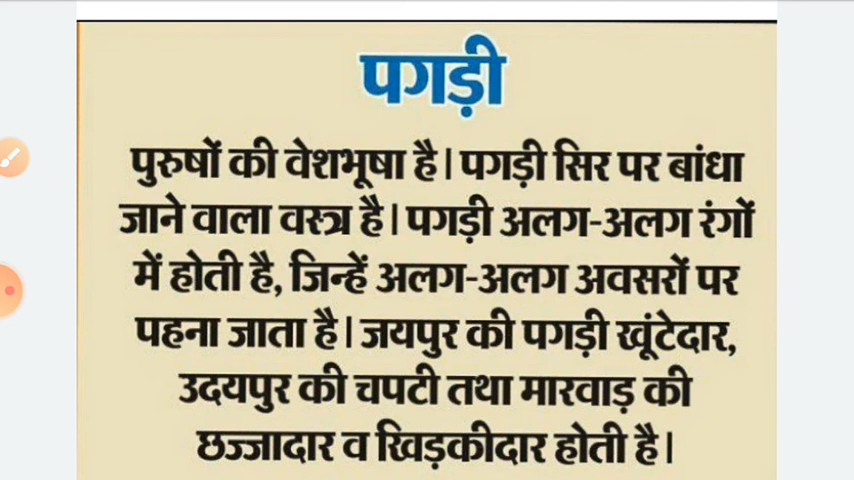 पगड़ी
पुरुषों की वेशभूषा है। पगड़ी सिर पर बांधा
जाने वाला वस्त्र है। पगड़ी अलग-अलग रंगों
में होती है, जिन्हें अलग-अलग अवसरों पर
पहना जाता है। जयपुर की पगड़ी खूंटेदार,
उदयपुर की चपटी तथा मारवाड़ की
छज्जादार व खिड़कीदार होती है।